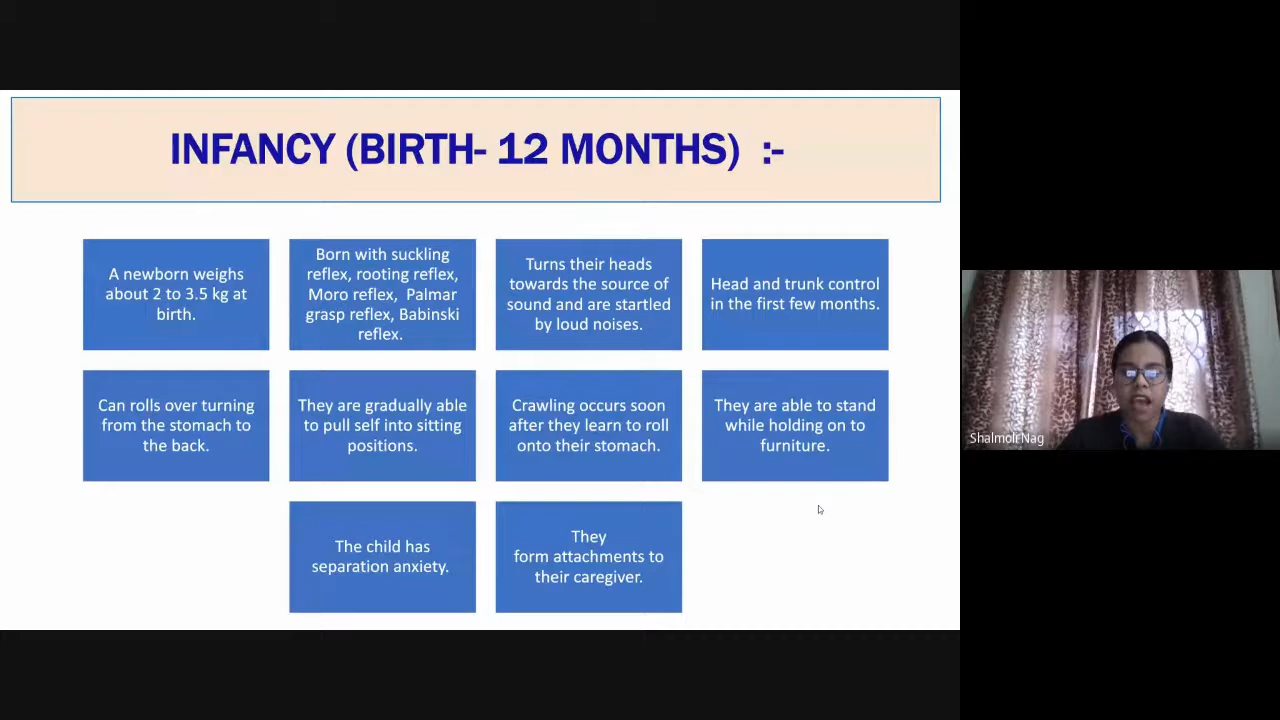 INFANCY (BIRTH- 12 MONTHS)  :-
A newborn weighs
about 2 to 3.5 kg at
birth.
Born with suckling
reflex, rooting reflex,
Moro reflex,  Palmar
grasp reflex, Babinski
reflex.
Turns their heads
towards the source of
sound and are startled
by loud noises.
Head and trunk control
in the first few months.
Can rolls over turning
from the stomach to
the back.
They are gradually able
to pull self into sitting
positions.
Crawling occurs soon
after they learn to roll
onto their stomach.
They are able to stand
while holding on to
furniture.
The child has
separation anxiety.
They
form attachments to
their caregiver.
Shalmoli Nag